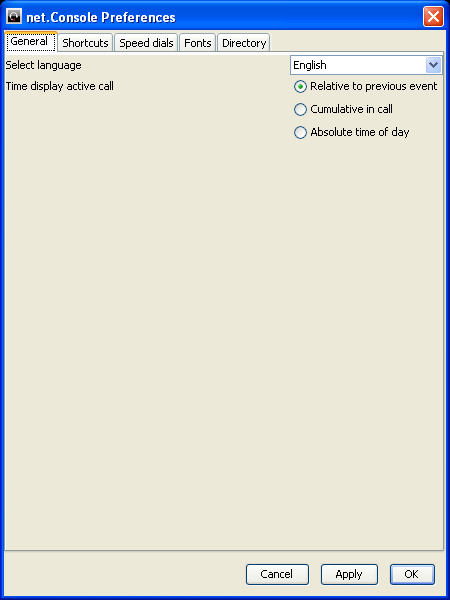 net.Console Preferences
General Shortcuts Speed dials Fonts Directory
Select language English
Time display active call Relative to previous event
Cumulative in call
Absolute time of day
Cancel Apply OK